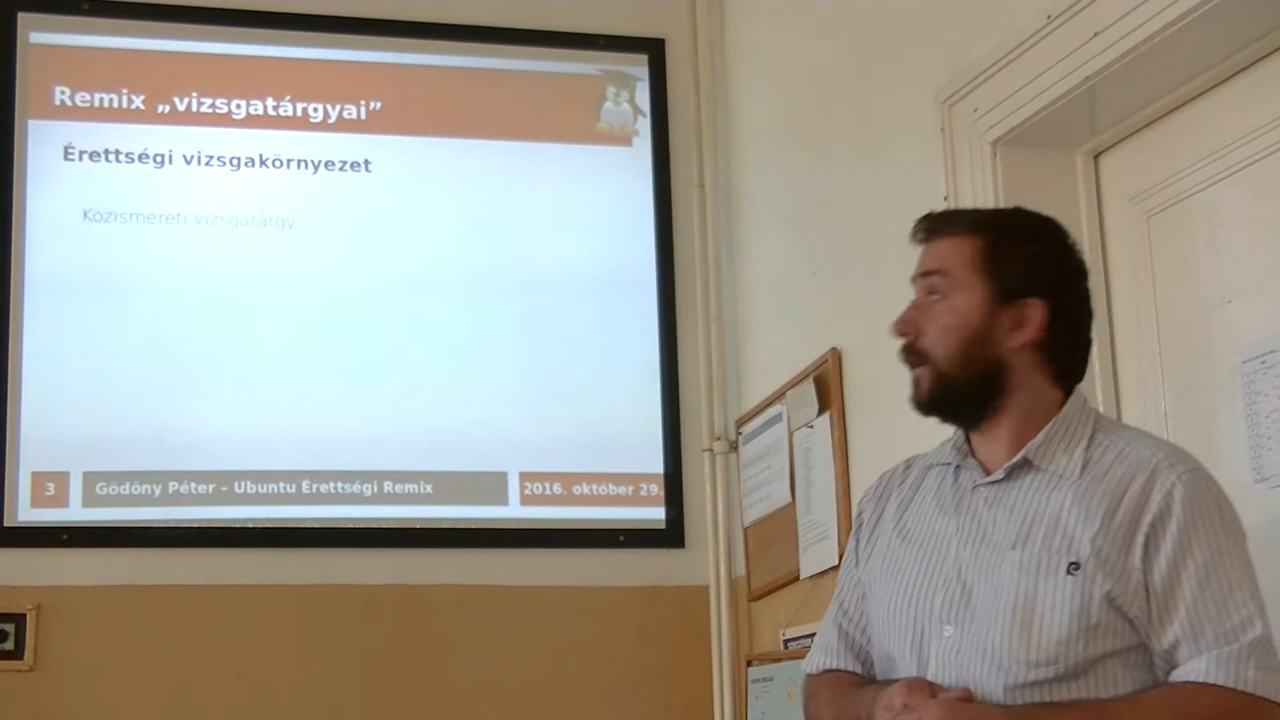 Remix „vizsgatárgyai”
Érettségi vizsgakörnyezet
Közismereti vizsgatárgy
3
Gödöny Péter – Ubuntu Érettségi Remix
2016. október 29.